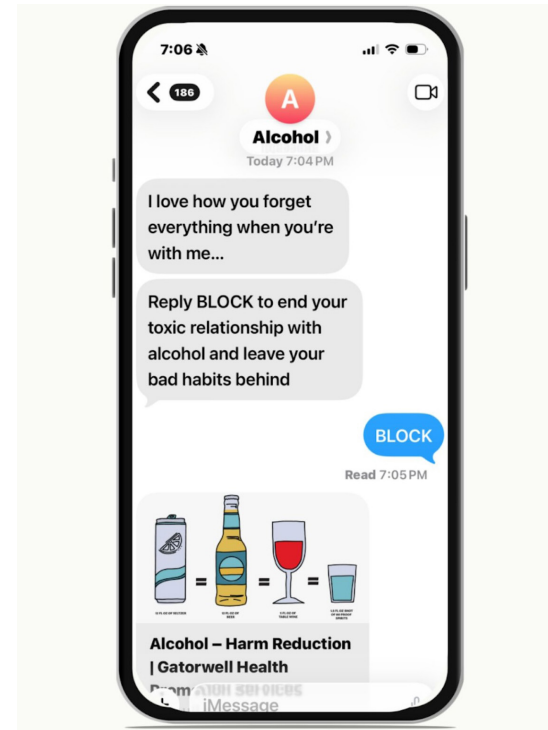 7:06
186
A
Alcohol
Today 7:04 PM
I love how you forget
everything when you're
with me...
Reply BLOCK to end your
toxic relationship with
alcohol and leave your
bad habits behind
BLOCK
Read 7:05 PM
= = =
Alcohol – Harm Reduction
| Gatorwell Health
Promotion Services
iMessage